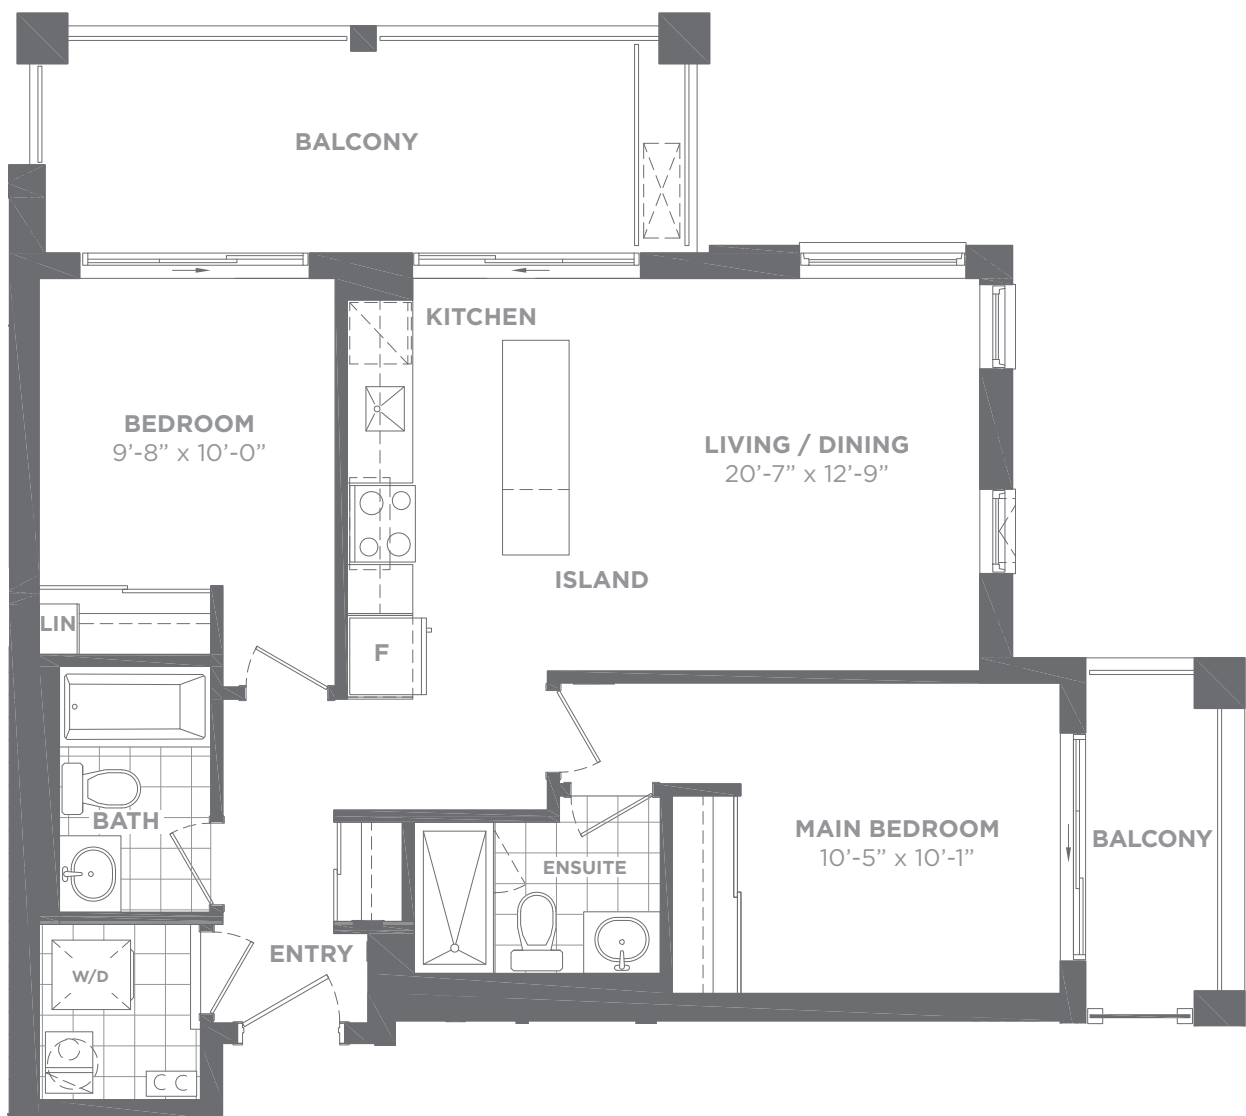 BALCONY
KITCHEN
BEDROOM
9'-8” x 10'-0”
LIVING / DINING
20'-7” x 12'-9”
ISLAND
LIN
F
BATH
MAIN BEDROOM
10'-5” x 10'-1”
BALCONY
ENSUITE
ENTRY
W/D